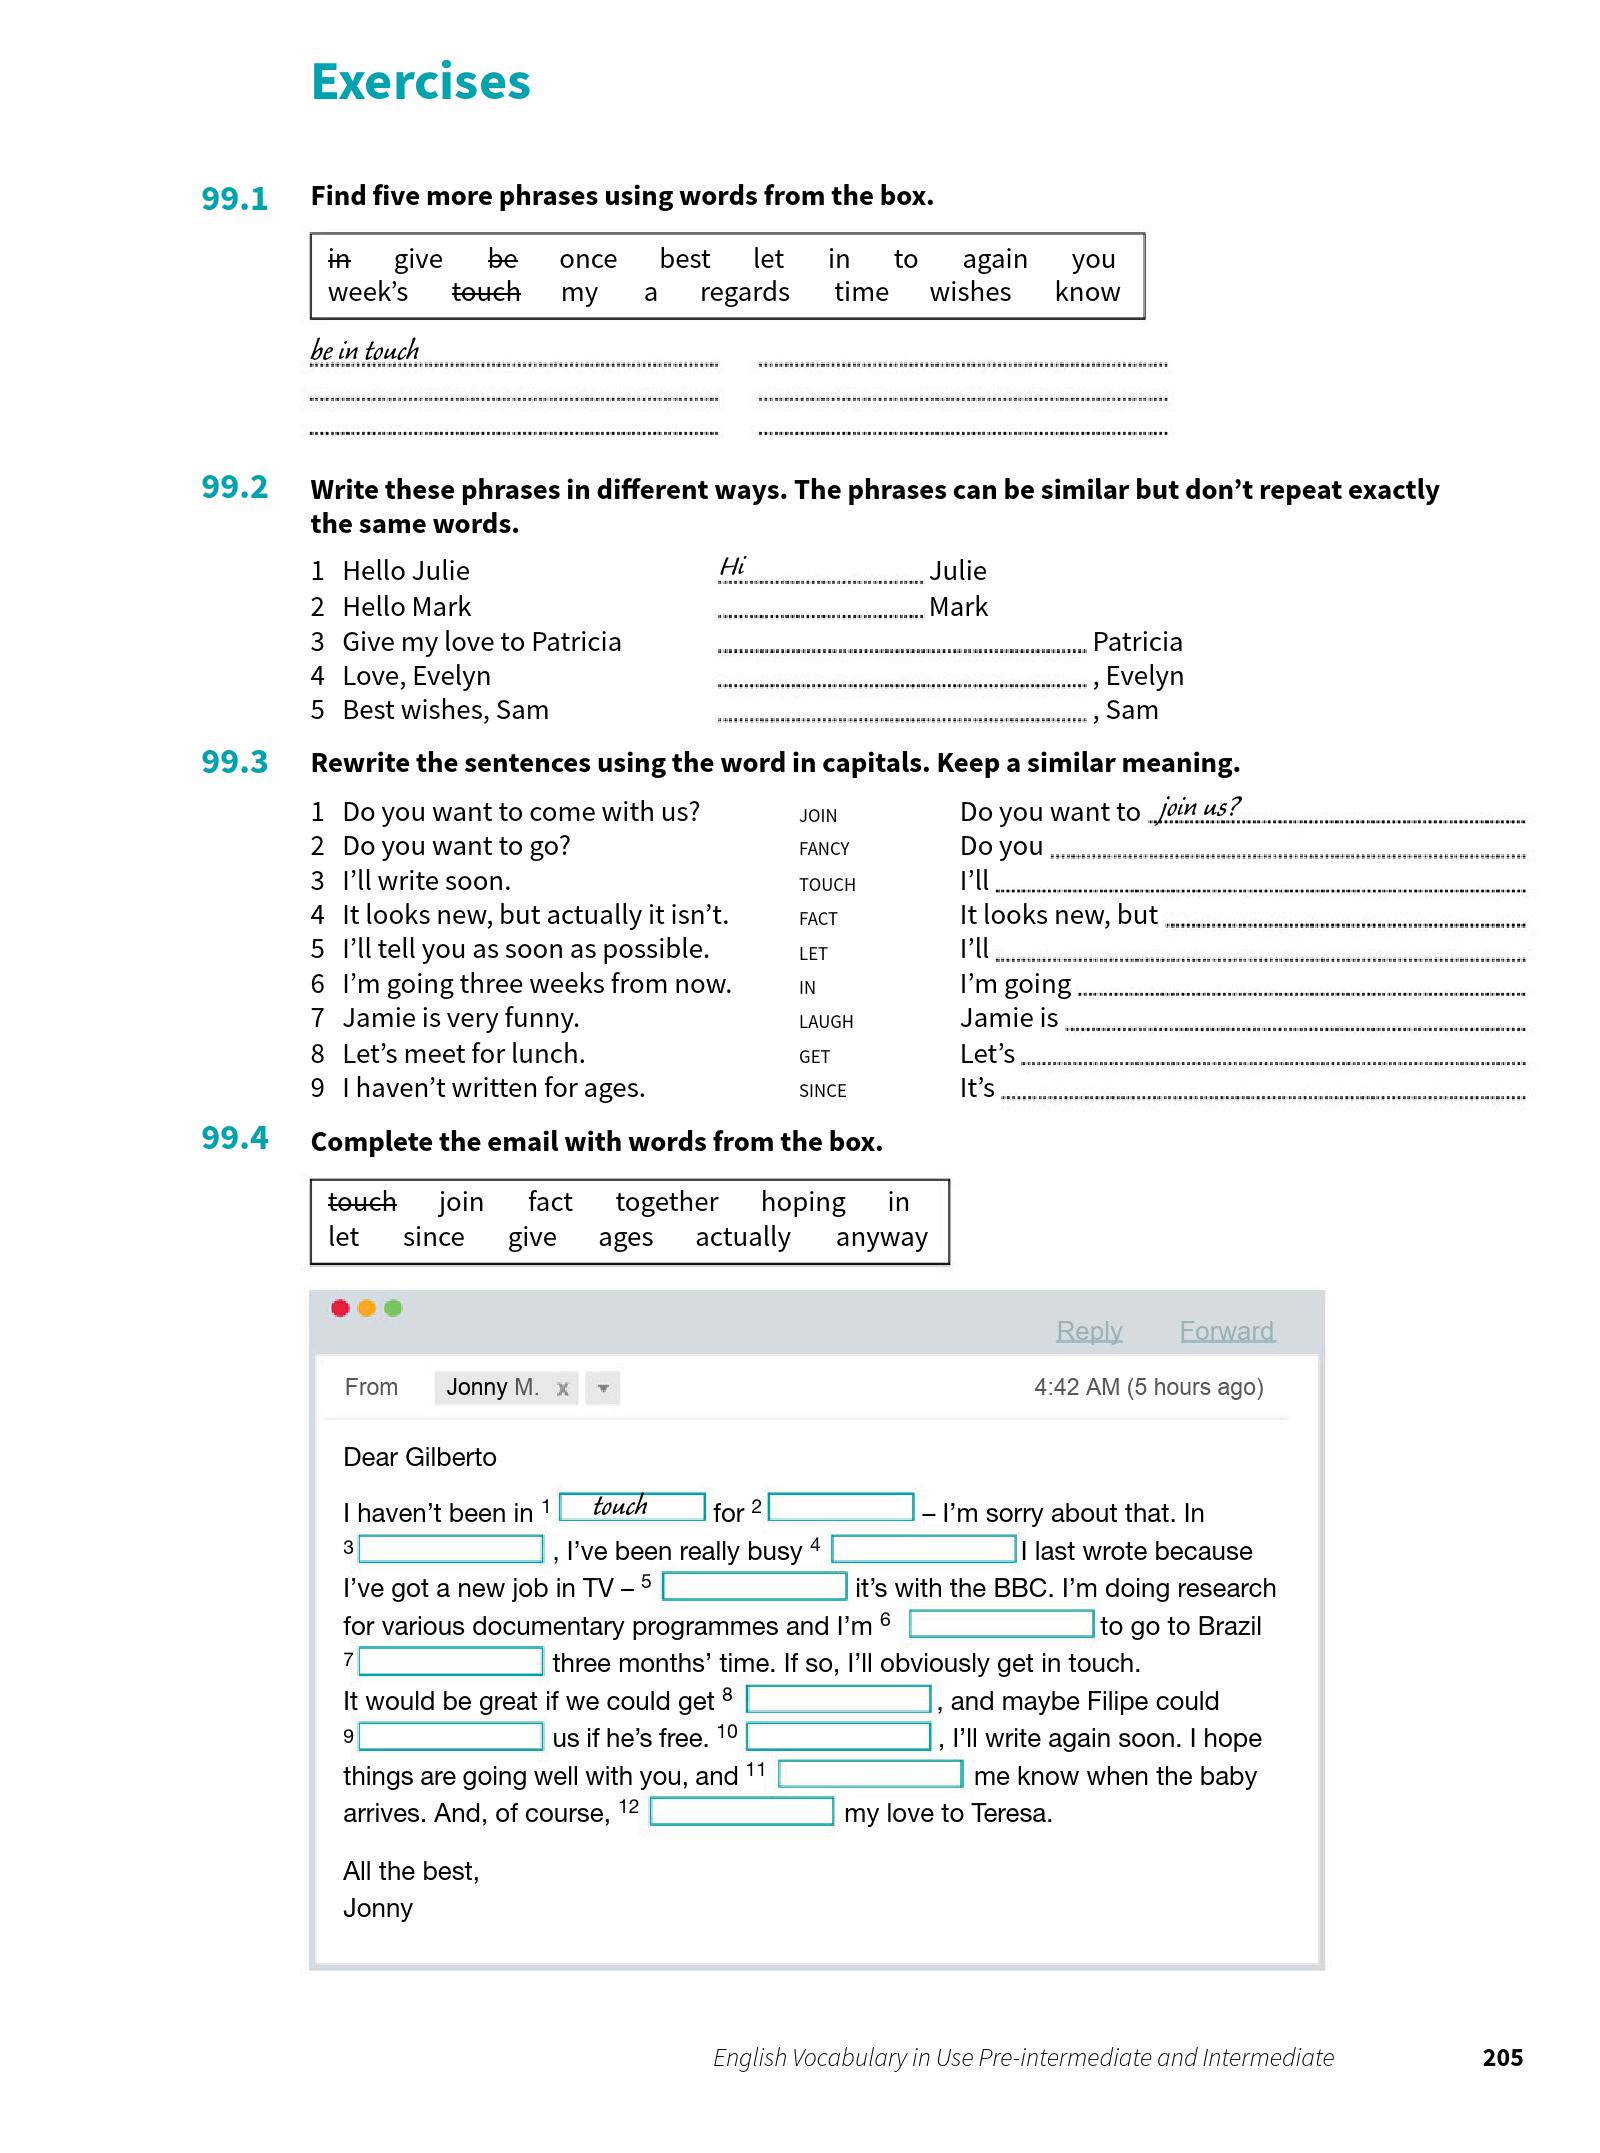 Exercises
99.1 Find five more phrases using words from the box.
in give be once best let in to again you
week’s touch my a regards time wishes know
be in touch
99.2 Write these phrases in different ways. The phrases can be similar but don’t repeat exactly
the same words.
1 Hello Julie Hi Julie
2 Hello Mark Mark
3 Give my love to Patricia Patricia
4 Love, Evelyn , Evelyn
5 Best wishes, Sam , Sam
99.3 Rewrite the sentences using the word in capitals. Keep a similar meaning.
1 Do you want to come with us? JOIN Do you want to join us?
2 Do you want to go? FANCY Do you
3 I’ll write soon. TOUCH I’ll
4 It looks new, but actually it isn’t. FACT It looks new, but
5 I’ll tell you as soon as possible. LET I’ll
6 I’m going three weeks from now. IN I’m going
7 Jamie is very funny. LAUGH Jamie is
8 Let’s meet for lunch. GET Let’s
9 I haven’t written for ages. SINCE It’s
99.4 Complete the email with words from the box.
touch join fact together hoping in
let since give ages actually anyway
Reply Forward
From Jonny M. x 4:42 AM (5 hours ago)
Dear Gilberto
I haven’t been in 1 touch for 2 – I’m sorry about that. In
3 , I’ve been really busy 4 I last wrote because
I’ve got a new job in TV – 5 it’s with the BBC. I’m doing research
for various documentary programmes and I’m 6 to go to Brazil
7 three months’ time. If so, I’ll obviously get in touch.
It would be great if we could get 8 , and maybe Filipe could
9 us if he’s free. 10 , I’ll write again soon. I hope
things are going well with you, and 11 me know when the baby
arrives. And, of course, 12 my love to Teresa.
All the best,
Jonny
English Vocabulary in Use Pre-intermediate and Intermediate 205